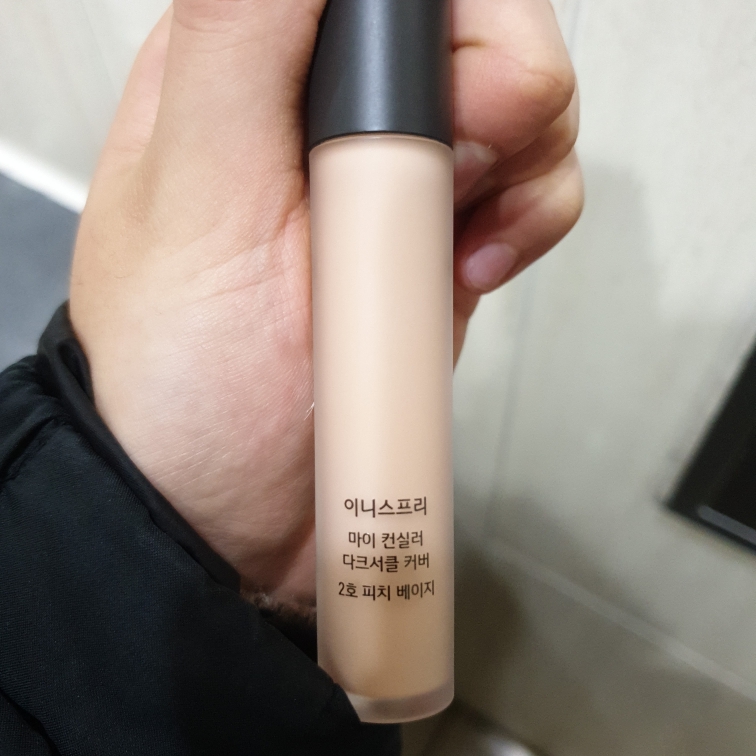 이니스프리
마이 컨실러
다크서클 커버
2호 피치 베이지